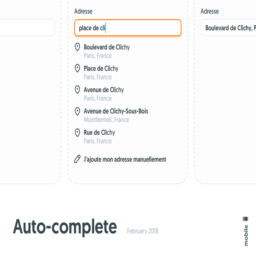 Adresse
place de cli
Boulevard de Clichy
Paris, France
Place de Clichy
Paris, France
Avenue de Clichy
Paris, France
Avenue de Clichy-Sous-Bois
Montfermeil, France
Rue de Clichy
Paris, France
J'ajoute mon adresse manuellement
Adresse
Boulevard de Clichy, P
Auto-complete
February 2018
mobile